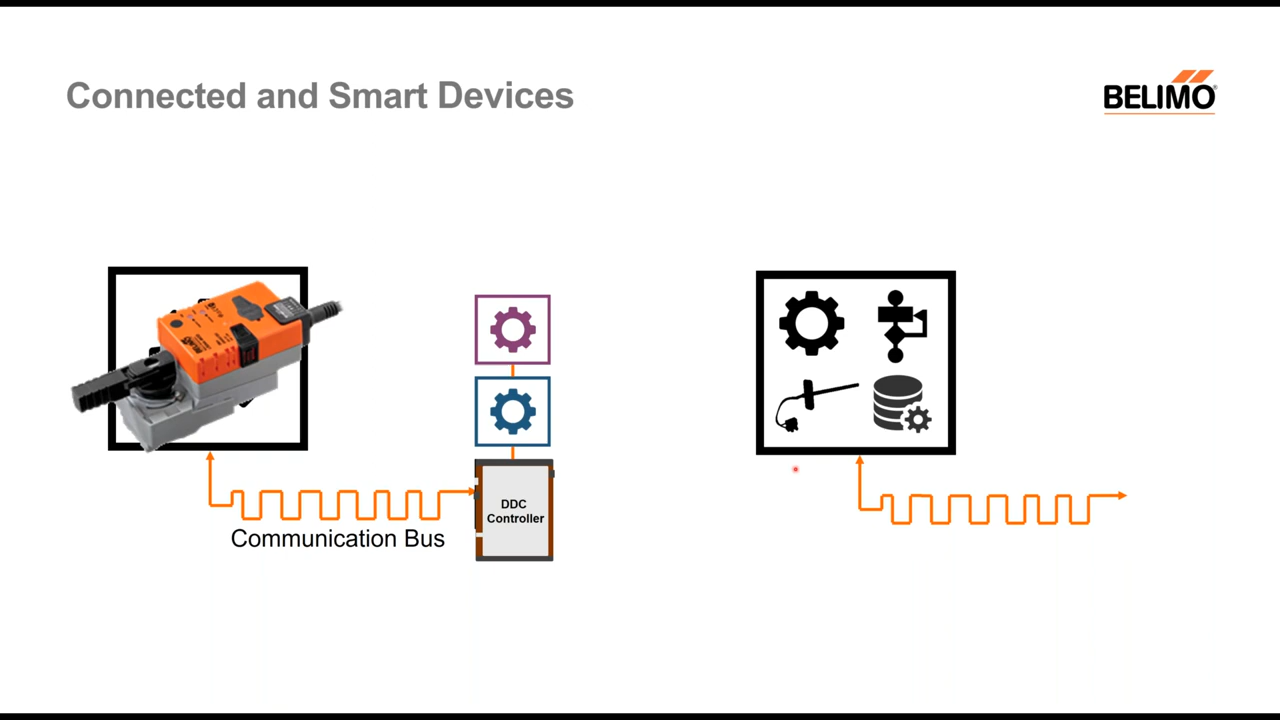 Connected and Smart Devices
BELIMO
DDC
Controller
Communication Bus